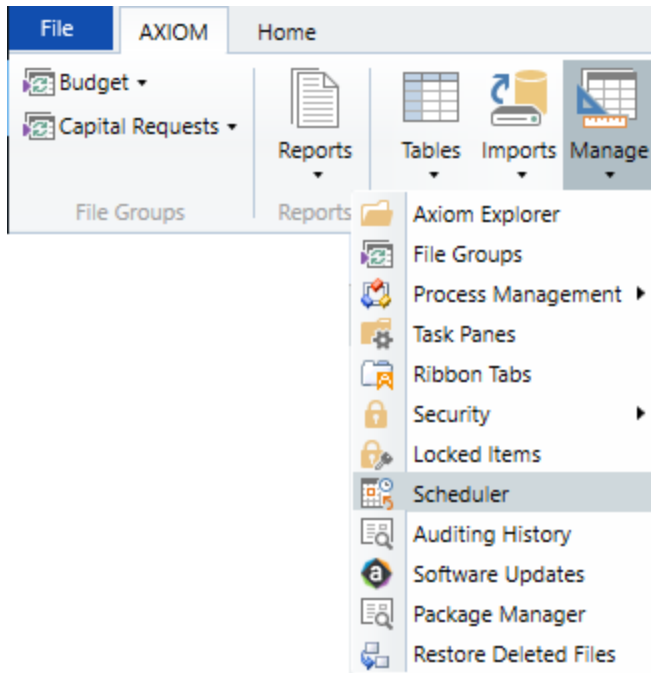 File AXIOM Home
Budget
Capital Requests
Reports Tables Imports Manage
File Groups Reports
Axiom Explorer
File Groups
Process Management
Task Panes
Ribbon Tabs
Security
Locked Items
Scheduler
Auditing History
Software Updates
Package Manager
Restore Deleted Files